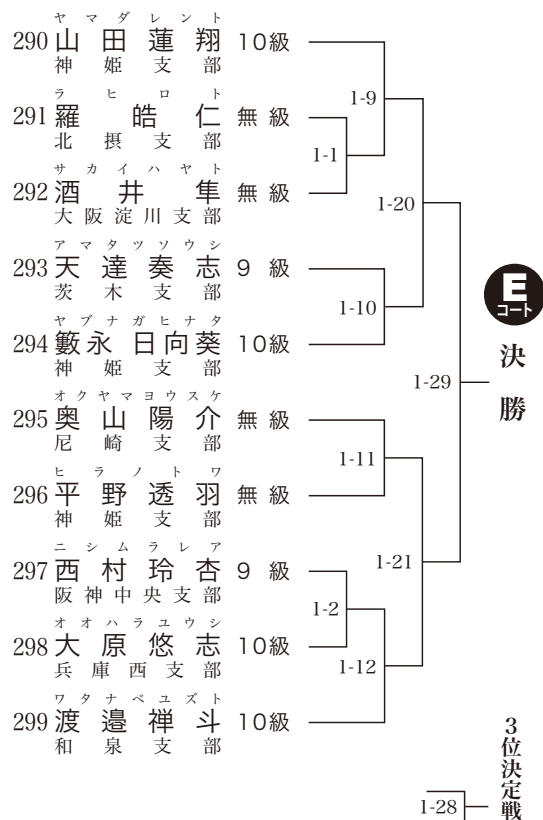 ヤマダレント
290 山田蓮翔 10級
神姫支部
ラヒロト
291 羅皓仁 無級
北摂支部
サカイハヤト
292 酒井隼 無級
大阪淀川支部
アマタツソウシ
293 天達奏志 9級
茨木支部
ヤブナガヒナタ
294 籔永日向葵 10級
神姫支部
オクヤマヨウスケ
295 奥山陽介 無級
尼崎支部
ヒラノトワ
296 平野透羽 無級
神姫支部
ニシムラレア
297 西村玲杏 9級
阪神中央支部
オオハラユウシ
298 大原悠志 10級
兵庫西支部
ワタナベユズト
299 渡邉禅斗 10級
和泉支部
1-9
1-1
1-20
1-10
1-29
1-11
1-21
1-2
1-12
E
コート
決勝
3位決定戦
1-28